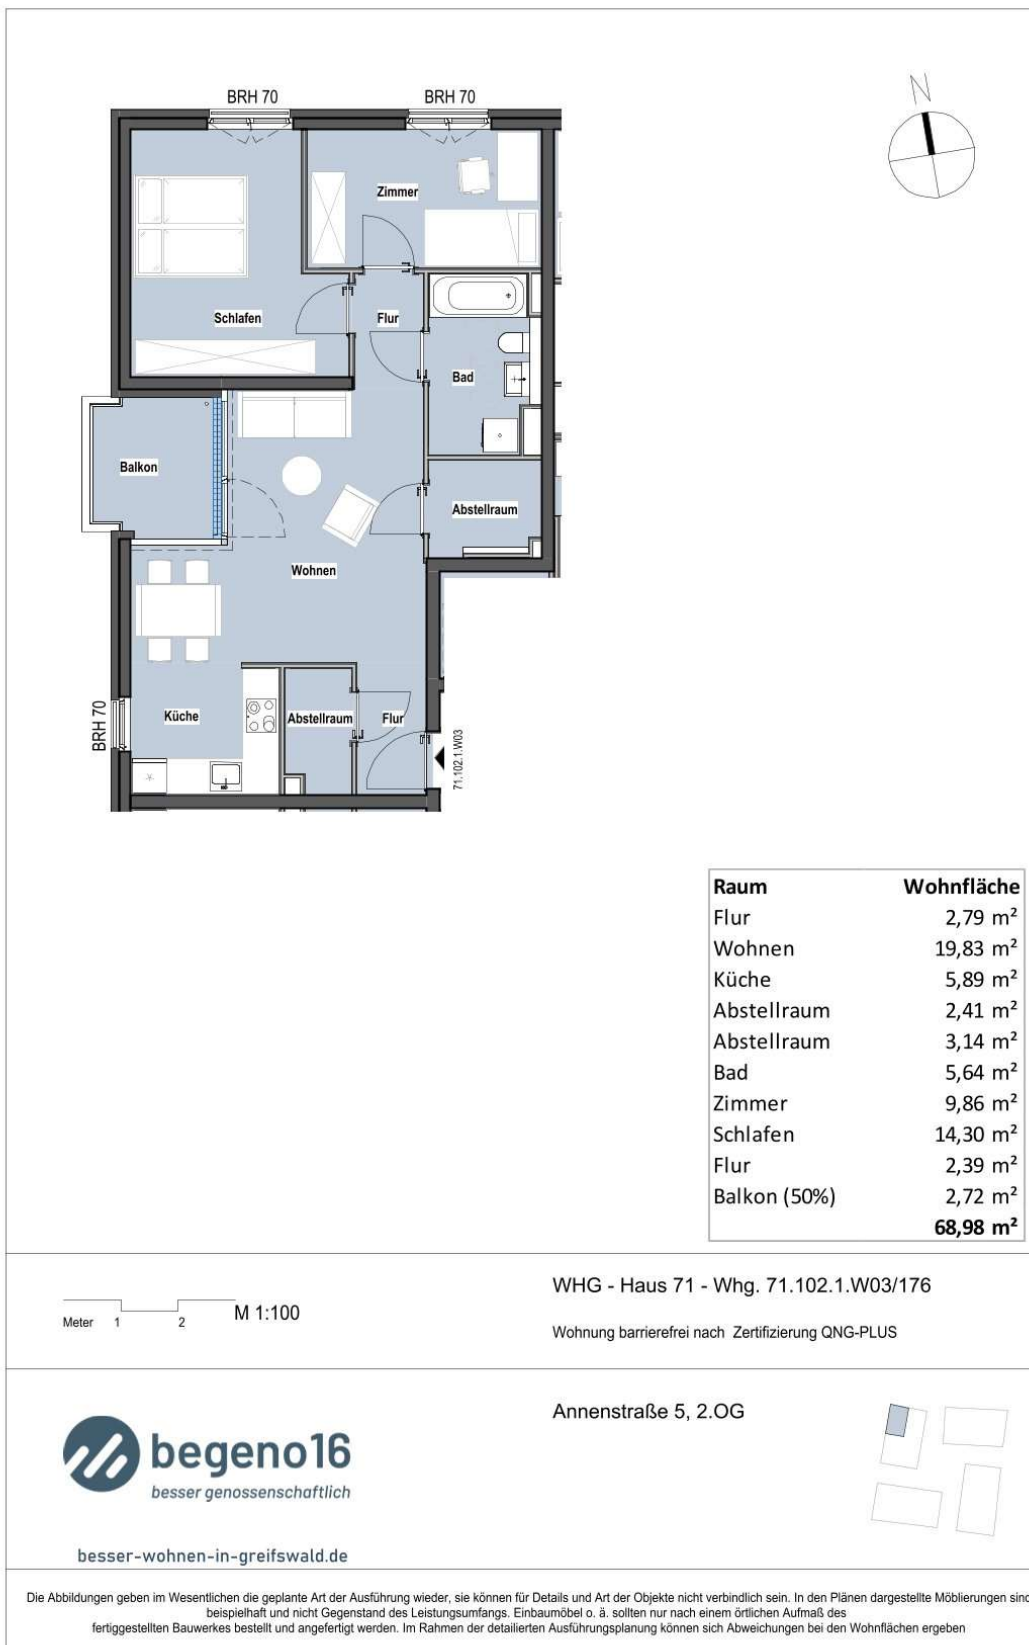 N
BRH 70 BRH 70
Zimmer
Schlafen
Flur
Bad
Balkon
Abstellraum
Wohnen
BRH 70
Küche
Abstellraum
Flur
71.102.1.W03
Raum Wohnfläche
Flur 2,79 m²
Wohnen 19,83 m²
Küche 5,89 m²
Abstellraum 2,41 m²
Abstellraum 3,14 m²
Bad 5,64 m²
Zimmer 9,86 m²
Schlafen 14,30 m²
Flur 2,39 m²
Balkon (50%) 2,72 m²
68,98 m²
Meter 1 2 M 1:100
WHG - Haus 71 - Whg. 71.102.1.W03/176
Wohnung barrierefrei nach Zertifizierung QNG-PLUS
Annenstraße 5, 2.OG
begeno16
besser genossenschaftlich
besser-wohnen-in-greifswald.de
Die Abbildungen geben im Wesentlichen die geplante Art der Ausführung wieder, sie können für Details und Art der Objekte nicht verbindlich sein. In den Plänen dargestellte Möblierungen sind
beispielhaft und nicht Gegenstand des Leistungsumfangs. Einbaumöbel o. ä. sollten nur nach einem örtlichen Aufmaß des
fertiggestellten Bauwerkes bestellt und angefertigt werden. Im Rahmen der detailierten Ausführungsplanung können sich Abweichungen bei den Wohnflächen ergeben